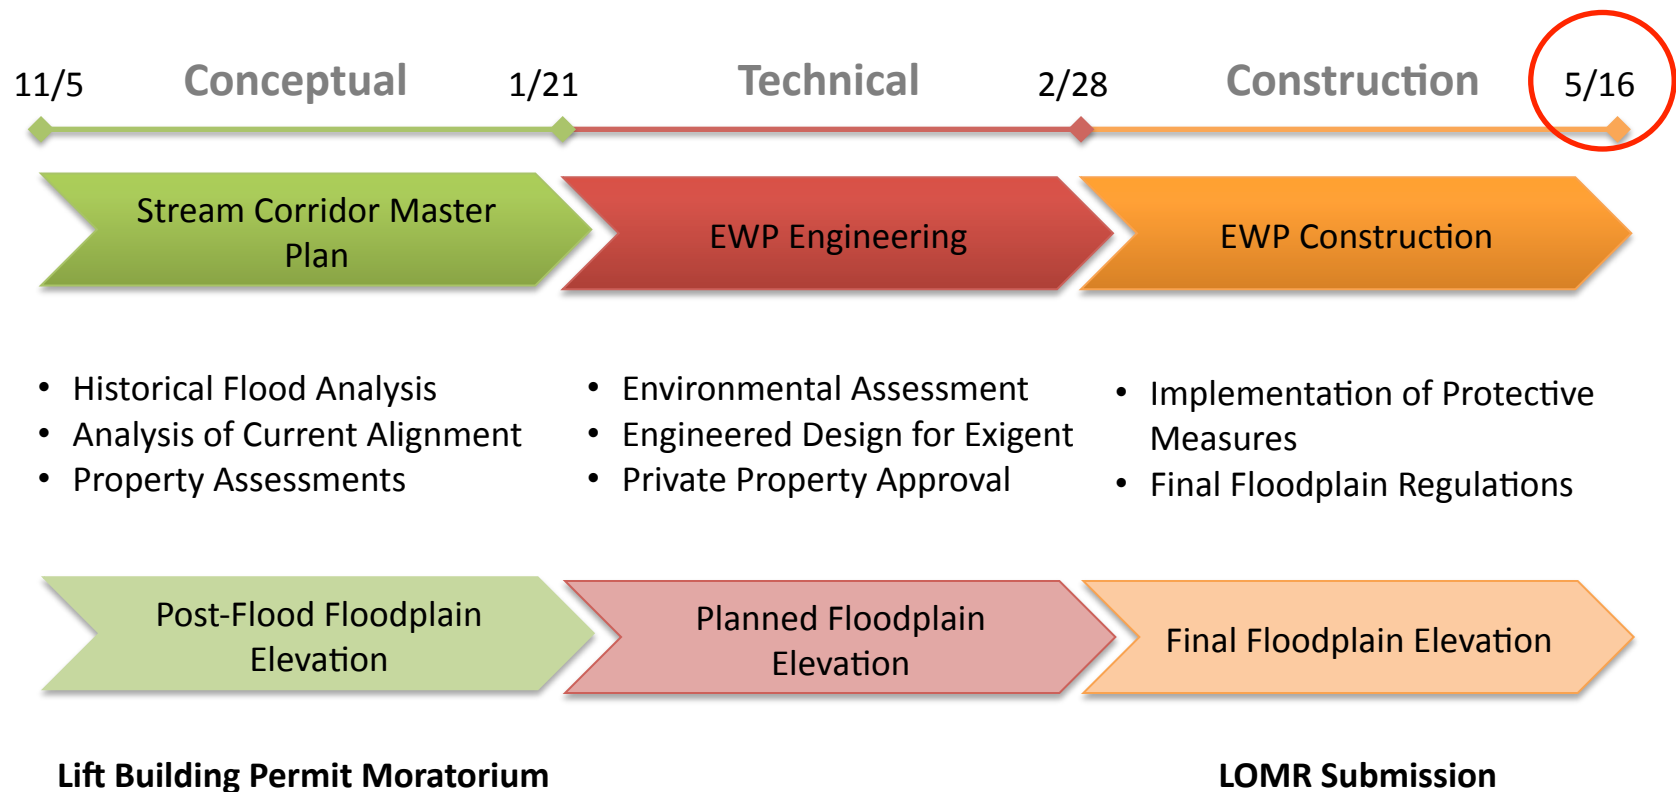 11/5 Conceptual 1/21 Technical 2/28 Construction 5/16
Stream Corridor Master
Plan
EWP Engineering
EWP Construction
• Historical Flood Analysis
• Analysis of Current Alignment
• Property Assessments
• Environmental Assessment
• Engineered Design for Exigent
• Private Property Approval
• Implementation of Protective
Measures
• Final Floodplain Regulations
Post-Flood Floodplain
Elevation
Planned Floodplain
Elevation
Final Floodplain Elevation
Lift Building Permit Moratorium
LOMR Submission